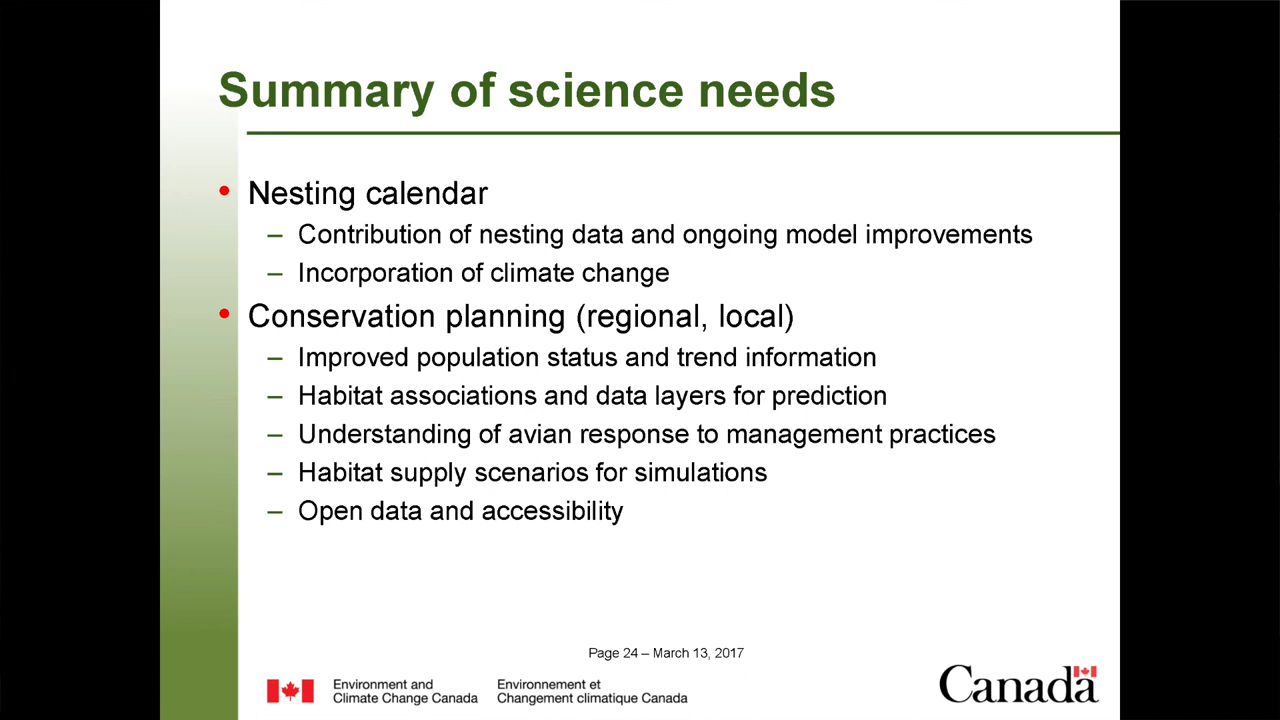 Summary of science needs
• Nesting calendar
– Contribution of nesting data and ongoing model improvements
– Incorporation of climate change
• Conservation planning (regional, local)
– Improved population status and trend information
– Habitat associations and data layers for prediction
– Understanding of avian response to management practices
– Habitat supply scenarios for simulations
– Open data and accessibility
Page 24 – March 13, 2017
Environment and
Climate Change Canada
Environnement et
Changement climatique Canada
Canada